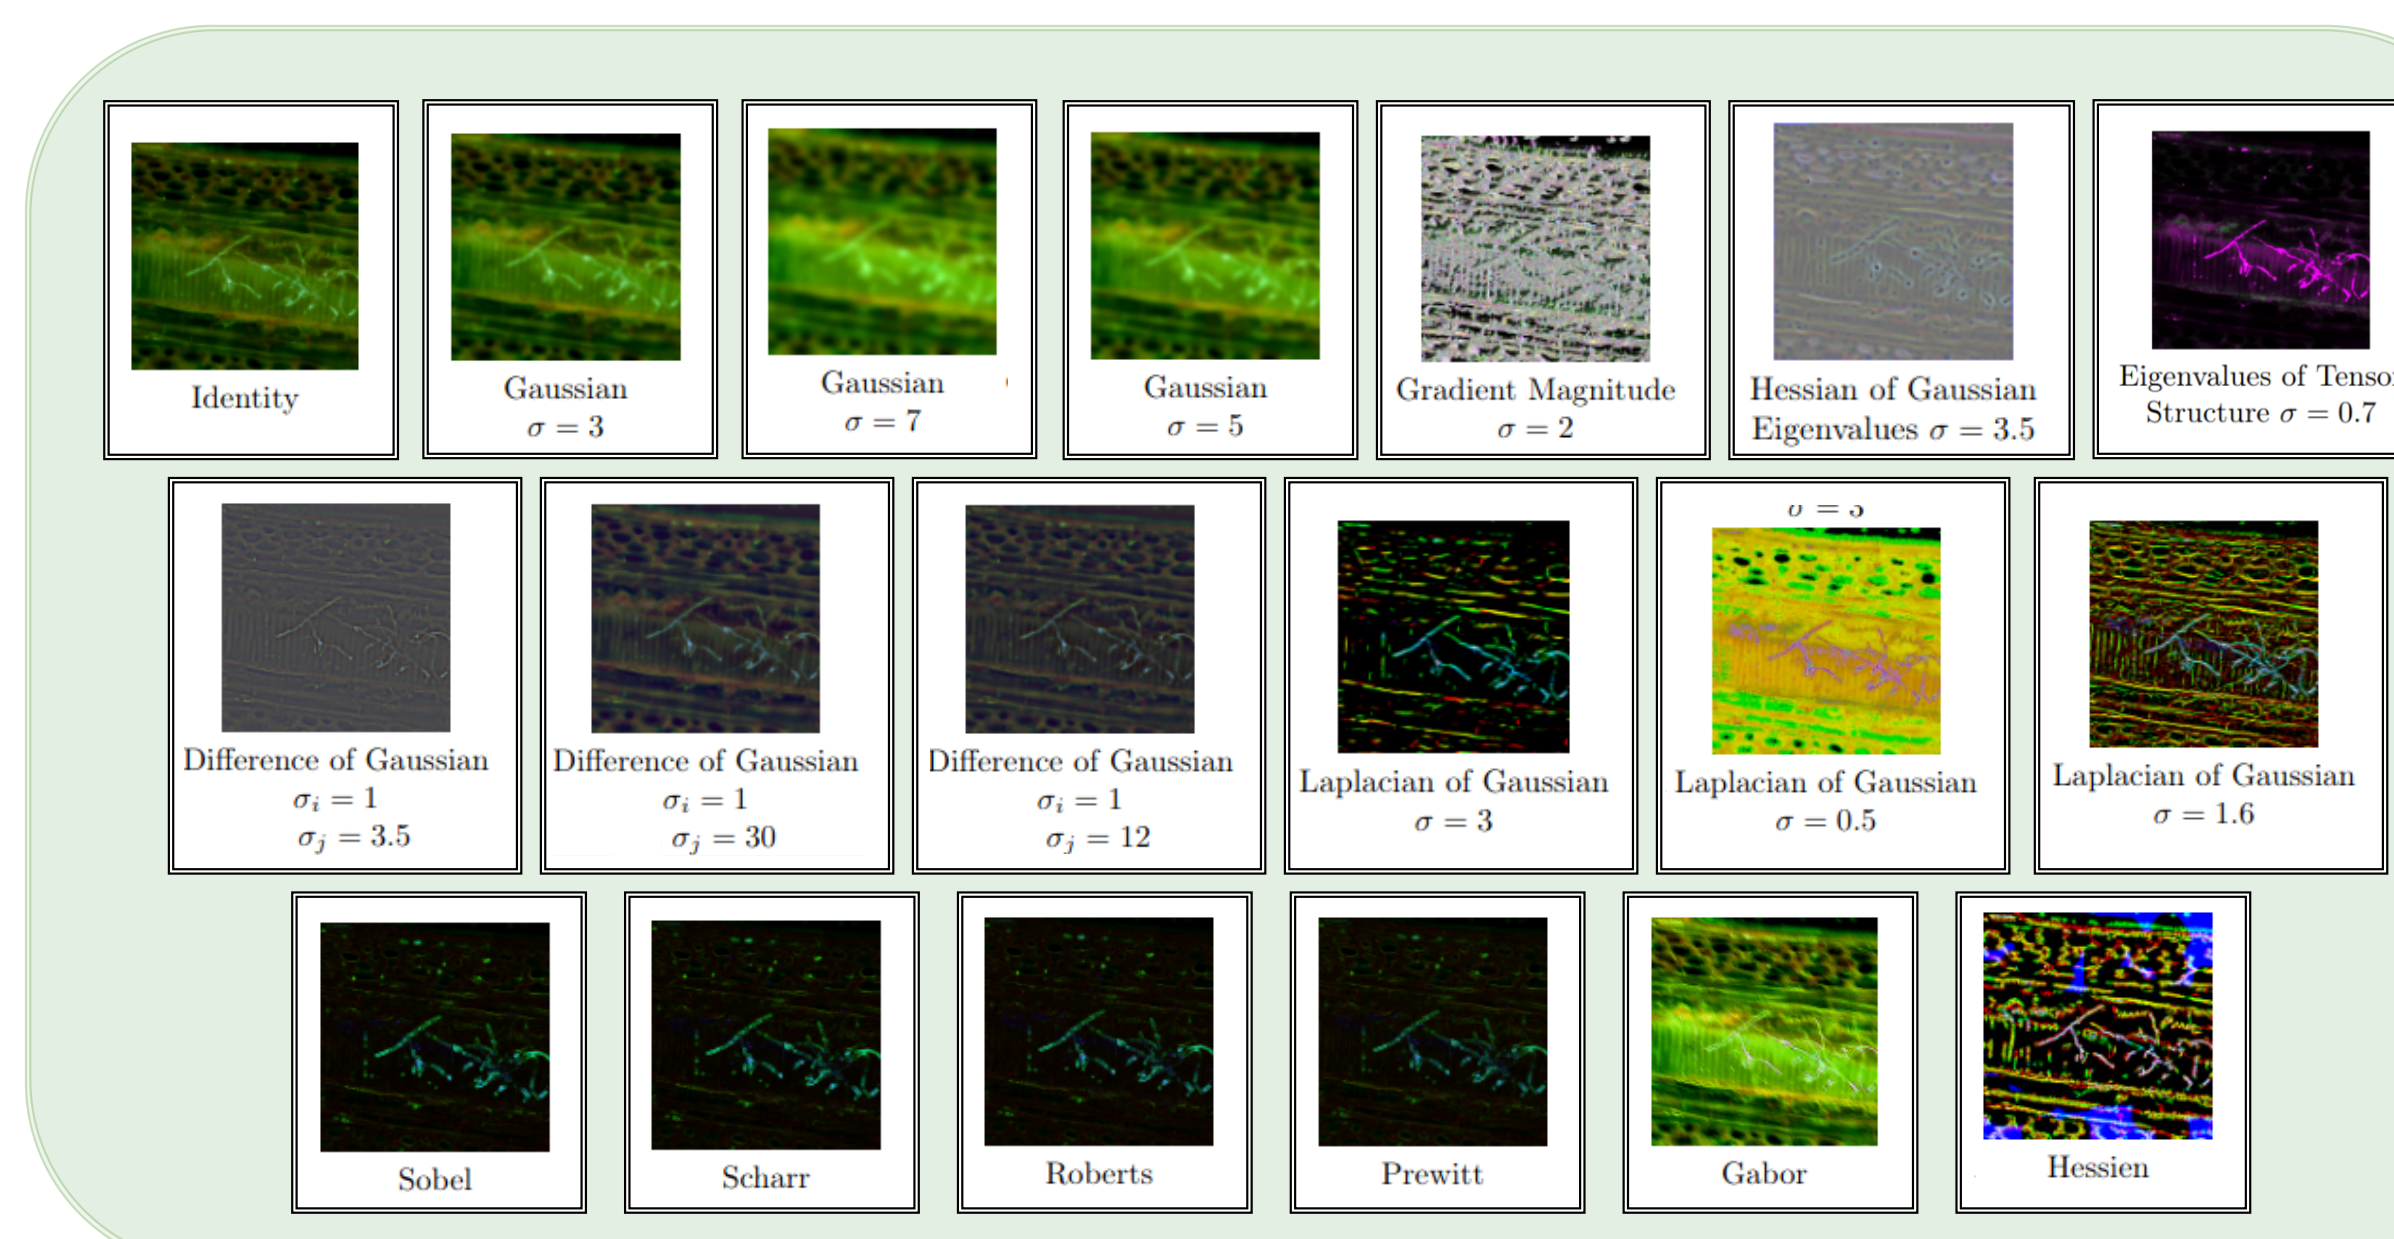 Identity
Gaussian
σ = 3
Gaussian
σ = 7
Gaussian
σ = 5
Gradient Magnitude
σ = 2
Hessian of Gaussian
Eigenvalues σ = 3.5
Eigenvalues of Tenso
Structure σ = 0.7
Difference of Gaussian
σᵢ = 1
σⱼ = 3.5
Difference of Gaussian
σᵢ = 1
σⱼ = 30
Difference of Gaussian
σᵢ = 1
σⱼ = 12
Laplacian of Gaussian
σ = 3
Laplacian of Gaussian
σ = 0.5
Laplacian of Gaussian
σ = 1.6
Sobel
Scharr
Roberts
Prewitt
Gabor
Hessien